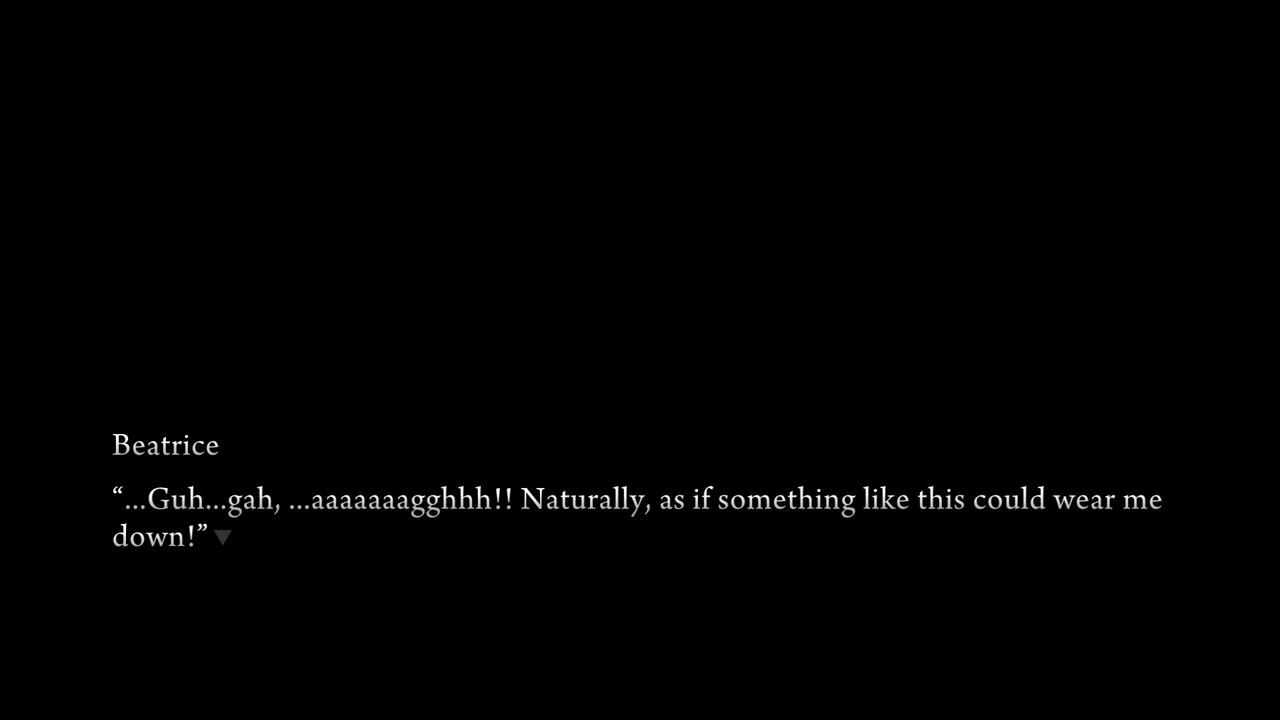 Beatrice
“...Guh...gah, ...aaaaaaagghhh!! Naturally, as if something like this could wear me
down!”